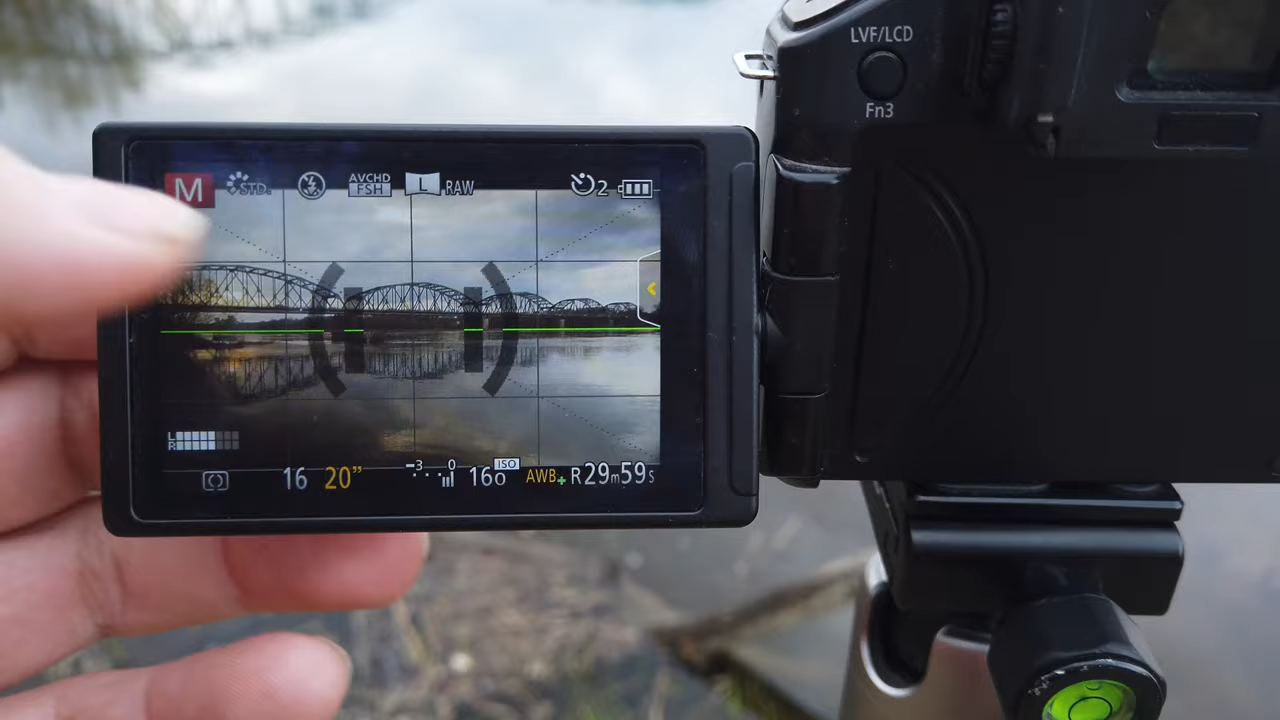 LVF/LCD
Fn3
M STD. AVCHD FSH L RAW 2
L
R
16 20" -3 0 160 ISO AWB R29m59s